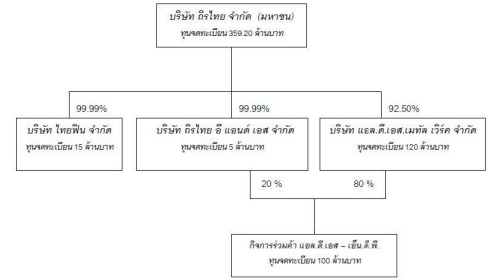 บริษัท ถิรไทย จำกัด (มหาชน)
ทุนจดทะเบียน 359.20 ล้านบาท
99.99%
99.99%
92.50%
บริษัท ไทยฟิน จำกัด
ทุนจดทะเบียน 15 ล้านบาท
บริษัท ถิรไทย อี แอนด์ เอส จำกัด
ทุนจดทะเบียน 5 ล้านบาท
บริษัท แอล.ดี.เอส.เมทัล เวิร์ค จำกัด
ทุนจดทะเบียน 120 ล้านบาท
20 %
80 %
กิจการร่วมค้า แอล.ดี.เอส – เอ็น.ดี.พี.
ทุนจดทะเบียน 100 ล้านบาท